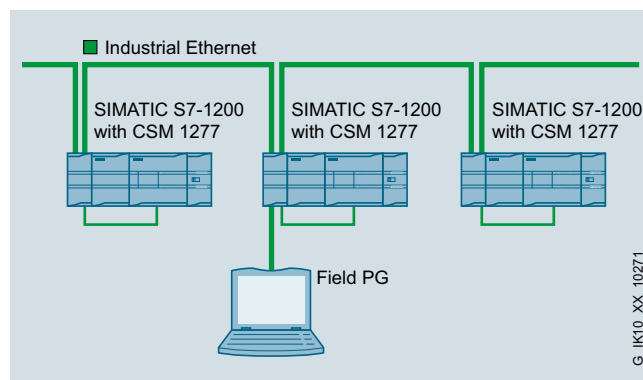 Industrial Ethernet
SIMATIC S7-1200
with CSM 1277
SIMATIC S7-1200
with CSM 1277
SIMATIC S7-1200
with CSM 1277
Field PG
G_IK10_XX_10271